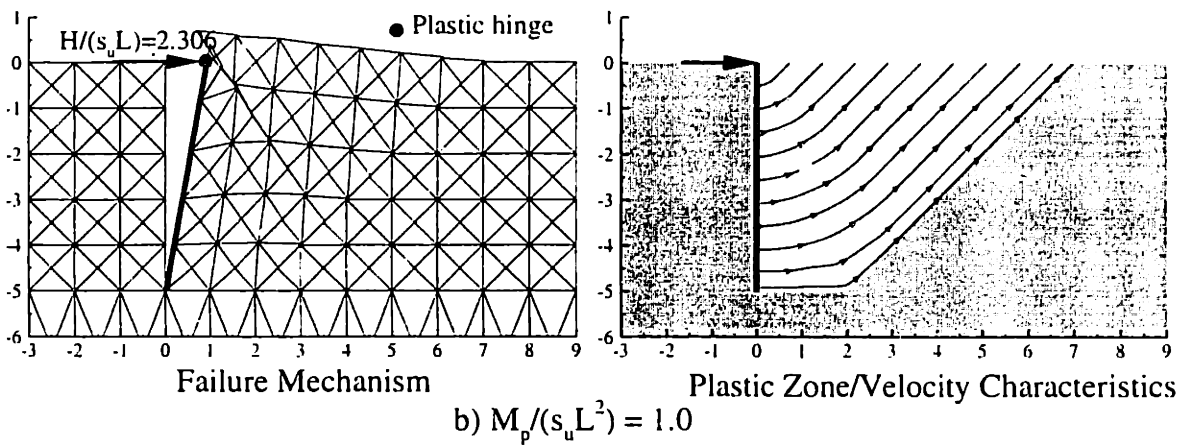 ● Plastic hinge
H/(s_uL)=2.306
1
0
-1
-2
-3
-4
-5
-6
-3 -2 -1 0 1 2 3 4 5 6 7 8 9
Failure Mechanism
1
0
-1
-2
-3
-4
-5
-6
-3 -2 -1 0 1 2 3 4 5 6 7 8 9
Plastic Zone/Velocity Characteristics
b) M_p/(s_uL²) = 1.0